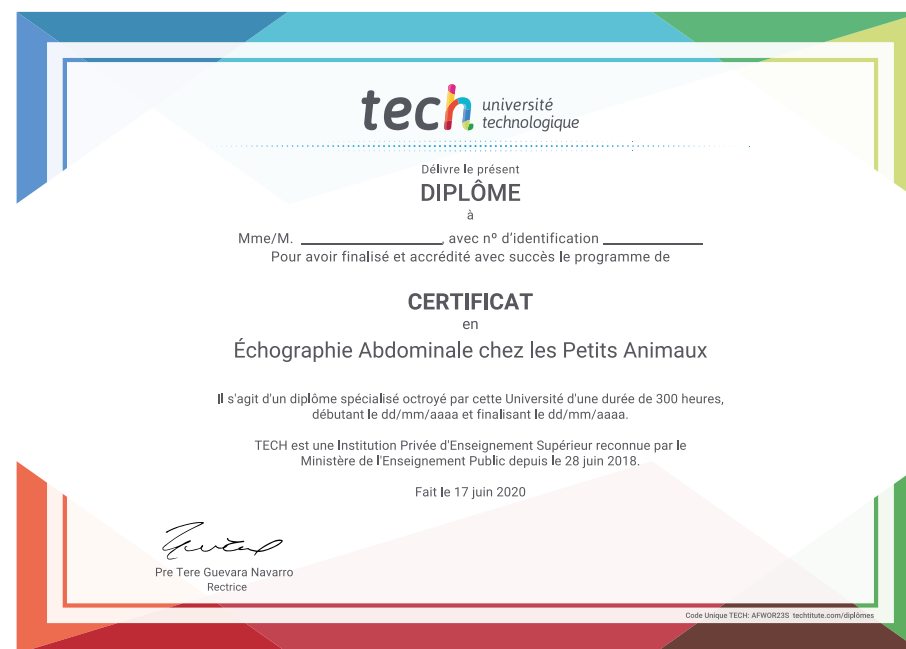 tech université
technologique
Délivre le présent
DIPLÔME
à
Mme/M. ____________________, avec nº d'identification ______________
Pour avoir finalisé et accrédité avec succès le programme de
CERTIFICAT
en
Échographie Abdominale chez les Petits Animaux
Il s'agit d'un diplôme spécialisé octroyé par cette Université d'une durée de 300 heures,
débutant le dd/mm/aaaa et finalisant le dd/mm/aaaa.
TECH est une Institution Privée d'Enseignement Supérieur reconnue par le
Ministère de l'Enseignement Public depuis le 28 juin 2018.
Fait le 17 juin 2020
Pre Tere Guevara Navarro
Rectrice
Code Unique TECH: AFWOR23S techtitute.com/diplômes